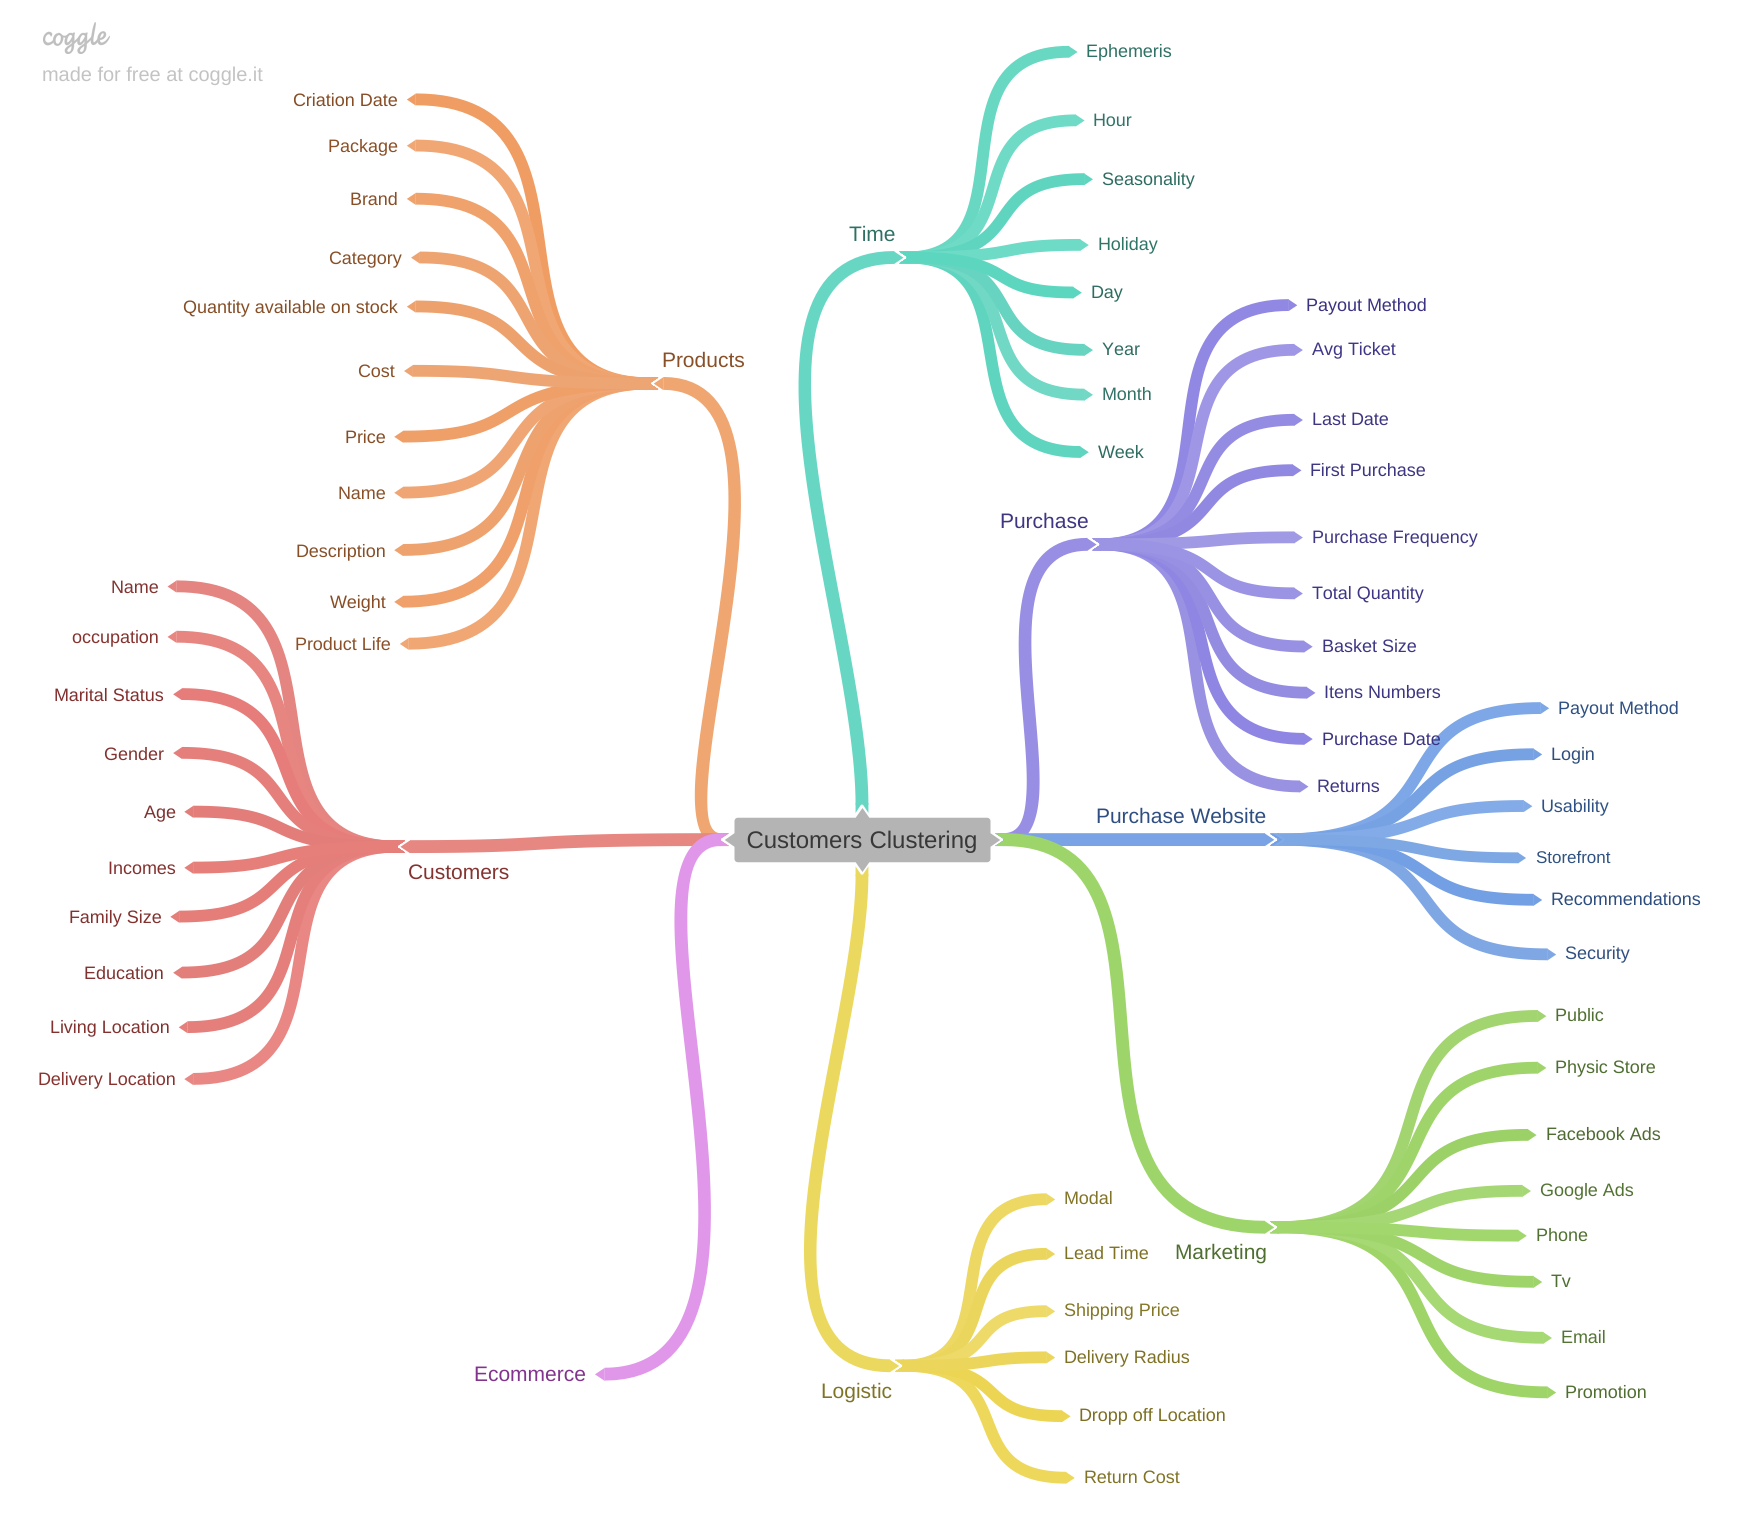 coggle
made for free at coggle.it
Criation Date
Package
Brand
Category
Quantity available on stock
Cost
Price
Name
Description
Weight
Product Life
Products
Name
occupation
Marital Status
Gender
Age
Incomes
Family Size
Education
Living Location
Delivery Location
Customers
Ecommerce
Customers Clustering
Time
Ephemeris
Hour
Seasonality
Holiday
Day
Year
Month
Week
Purchase
Payout Method
Avg Ticket
Last Date
First Purchase
Purchase Frequency
Total Quantity
Basket Size
Itens Numbers
Purchase Date
Returns
Purchase Website
Payout Method
Login
Usability
Storefront
Recommendations
Security
Marketing
Public
Physic Store
Facebook Ads
Google Ads
Phone
Tv
Email
Promotion
Logistic
Modal
Lead Time
Shipping Price
Delivery Radius
Dropp off Location
Return Cost